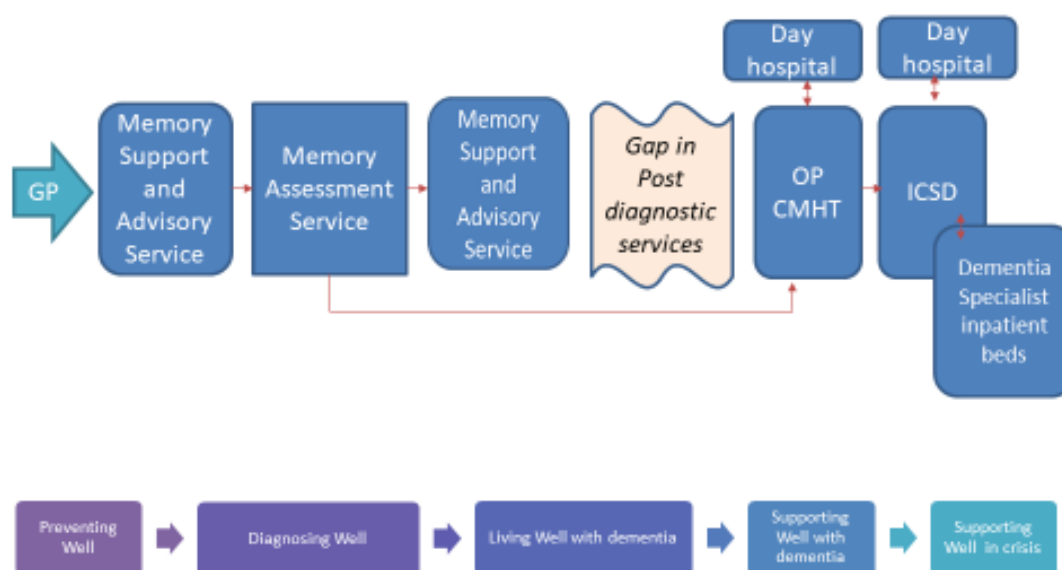 Day
hospital
Day
hospital
GP
Memory
Support
and
Advisory
Service
Memory
Assessment
Service
Memory
Support
and
Advisory
Service
Gap in
Post
diagnostic
services
OP
CMHT
ICSD
Dementia
Specialist
inpatient
beds
Preventing
Well
Diagnosing Well
Living Well with dementia
Supporting
Well with
dementia
Supporting
Well in crisis